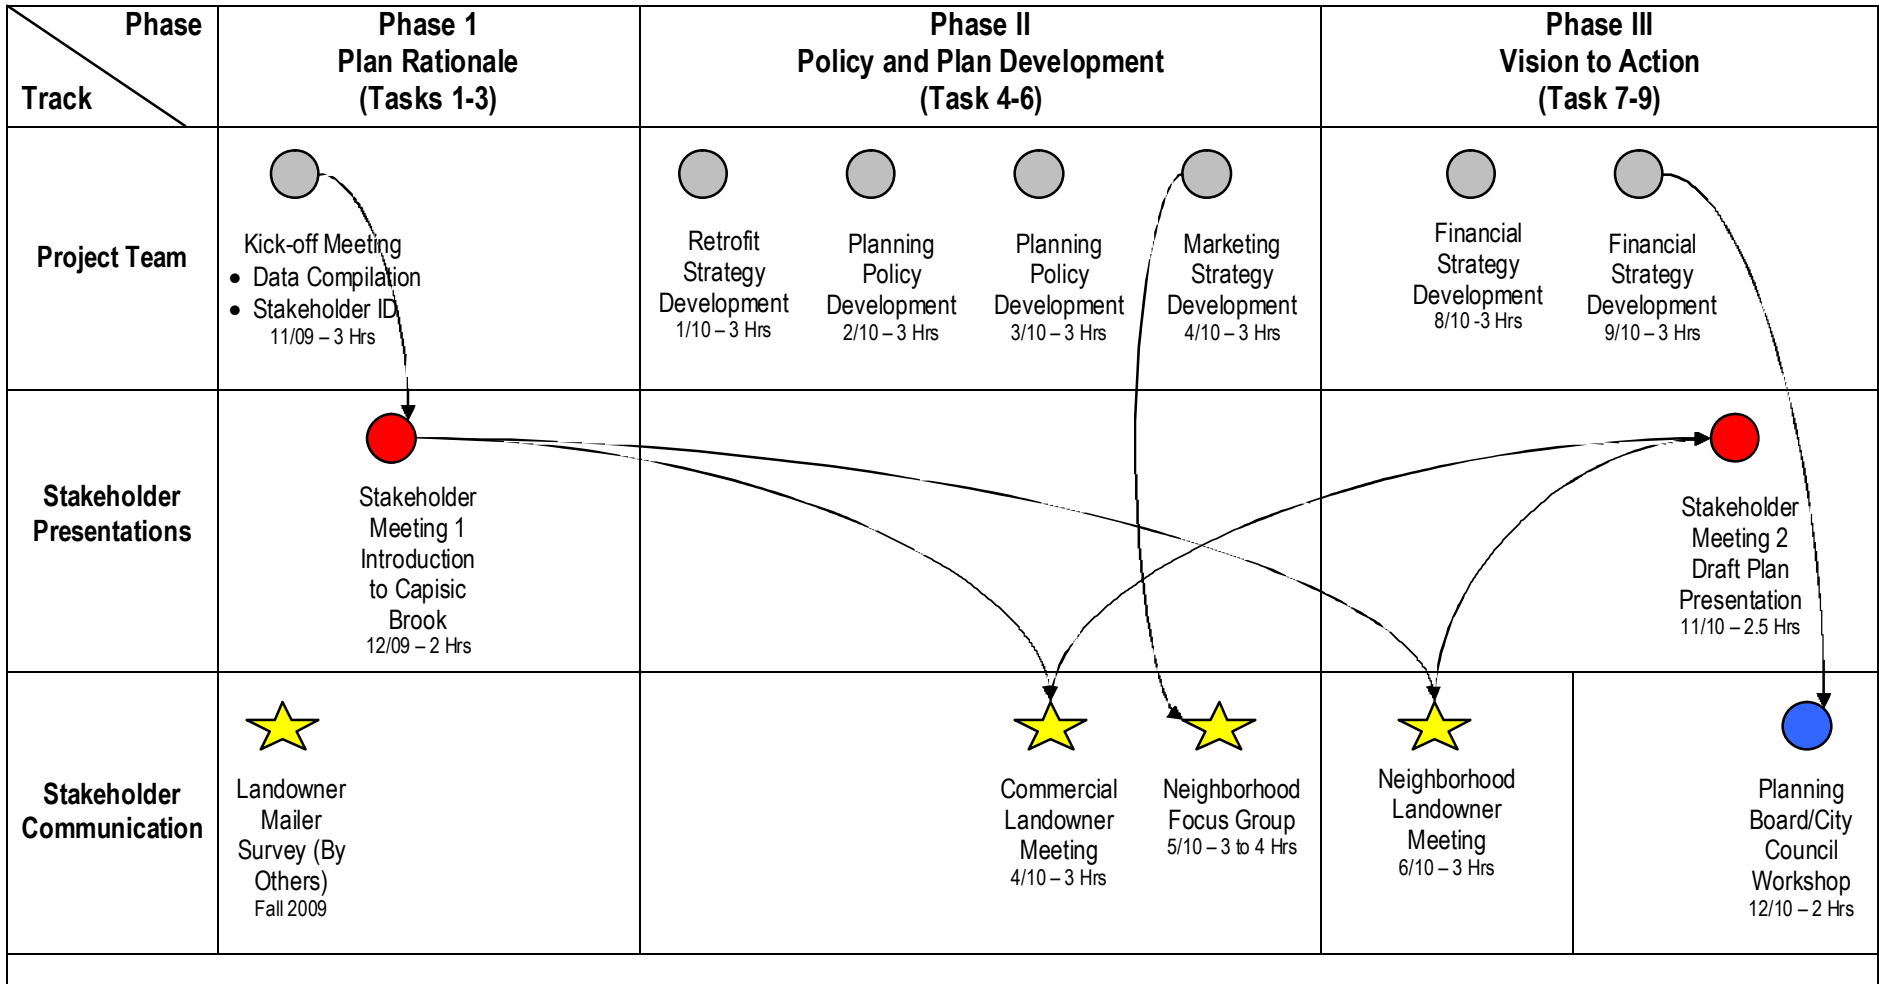 Phase
Track
Phase 1
Plan Rationale
(Tasks 1-3)
Phase II
Policy and Plan Development
(Task 4-6)
Phase III
Vision to Action
(Task 7-9)
Project Team
Kick-off Meeting
• Data Compilation
• Stakeholder ID
11/09 – 3 Hrs
Retrofit
Strategy
Development
1/10 – 3 Hrs
Planning
Policy
Development
2/10 – 3 Hrs
Planning
Policy
Development
3/10 – 3 Hrs
Marketing
Strategy
Development
4/10 – 3 Hrs
Financial
Strategy
Development
8/10 -3 Hrs
Financial
Strategy
Development
9/10 – 3 Hrs
Stakeholder
Presentations
Stakeholder
Meeting 1
Introduction
to Capisic
Brook
12/09 – 2 Hrs
Stakeholder
Meeting 2
Draft Plan
Presentation
11/10 – 2.5 Hrs
Stakeholder
Communication
Landowner
Mailer
Survey (By
Others)
Fall 2009
Commercial
Landowner
Meeting
4/10 – 3 Hrs
Neighborhood
Focus Group
5/10 – 3 to 4 Hrs
Neighborhood
Landowner
Meeting
6/10 – 3 Hrs
Planning
Board/City
Council
Workshop
12/10 – 2 Hrs